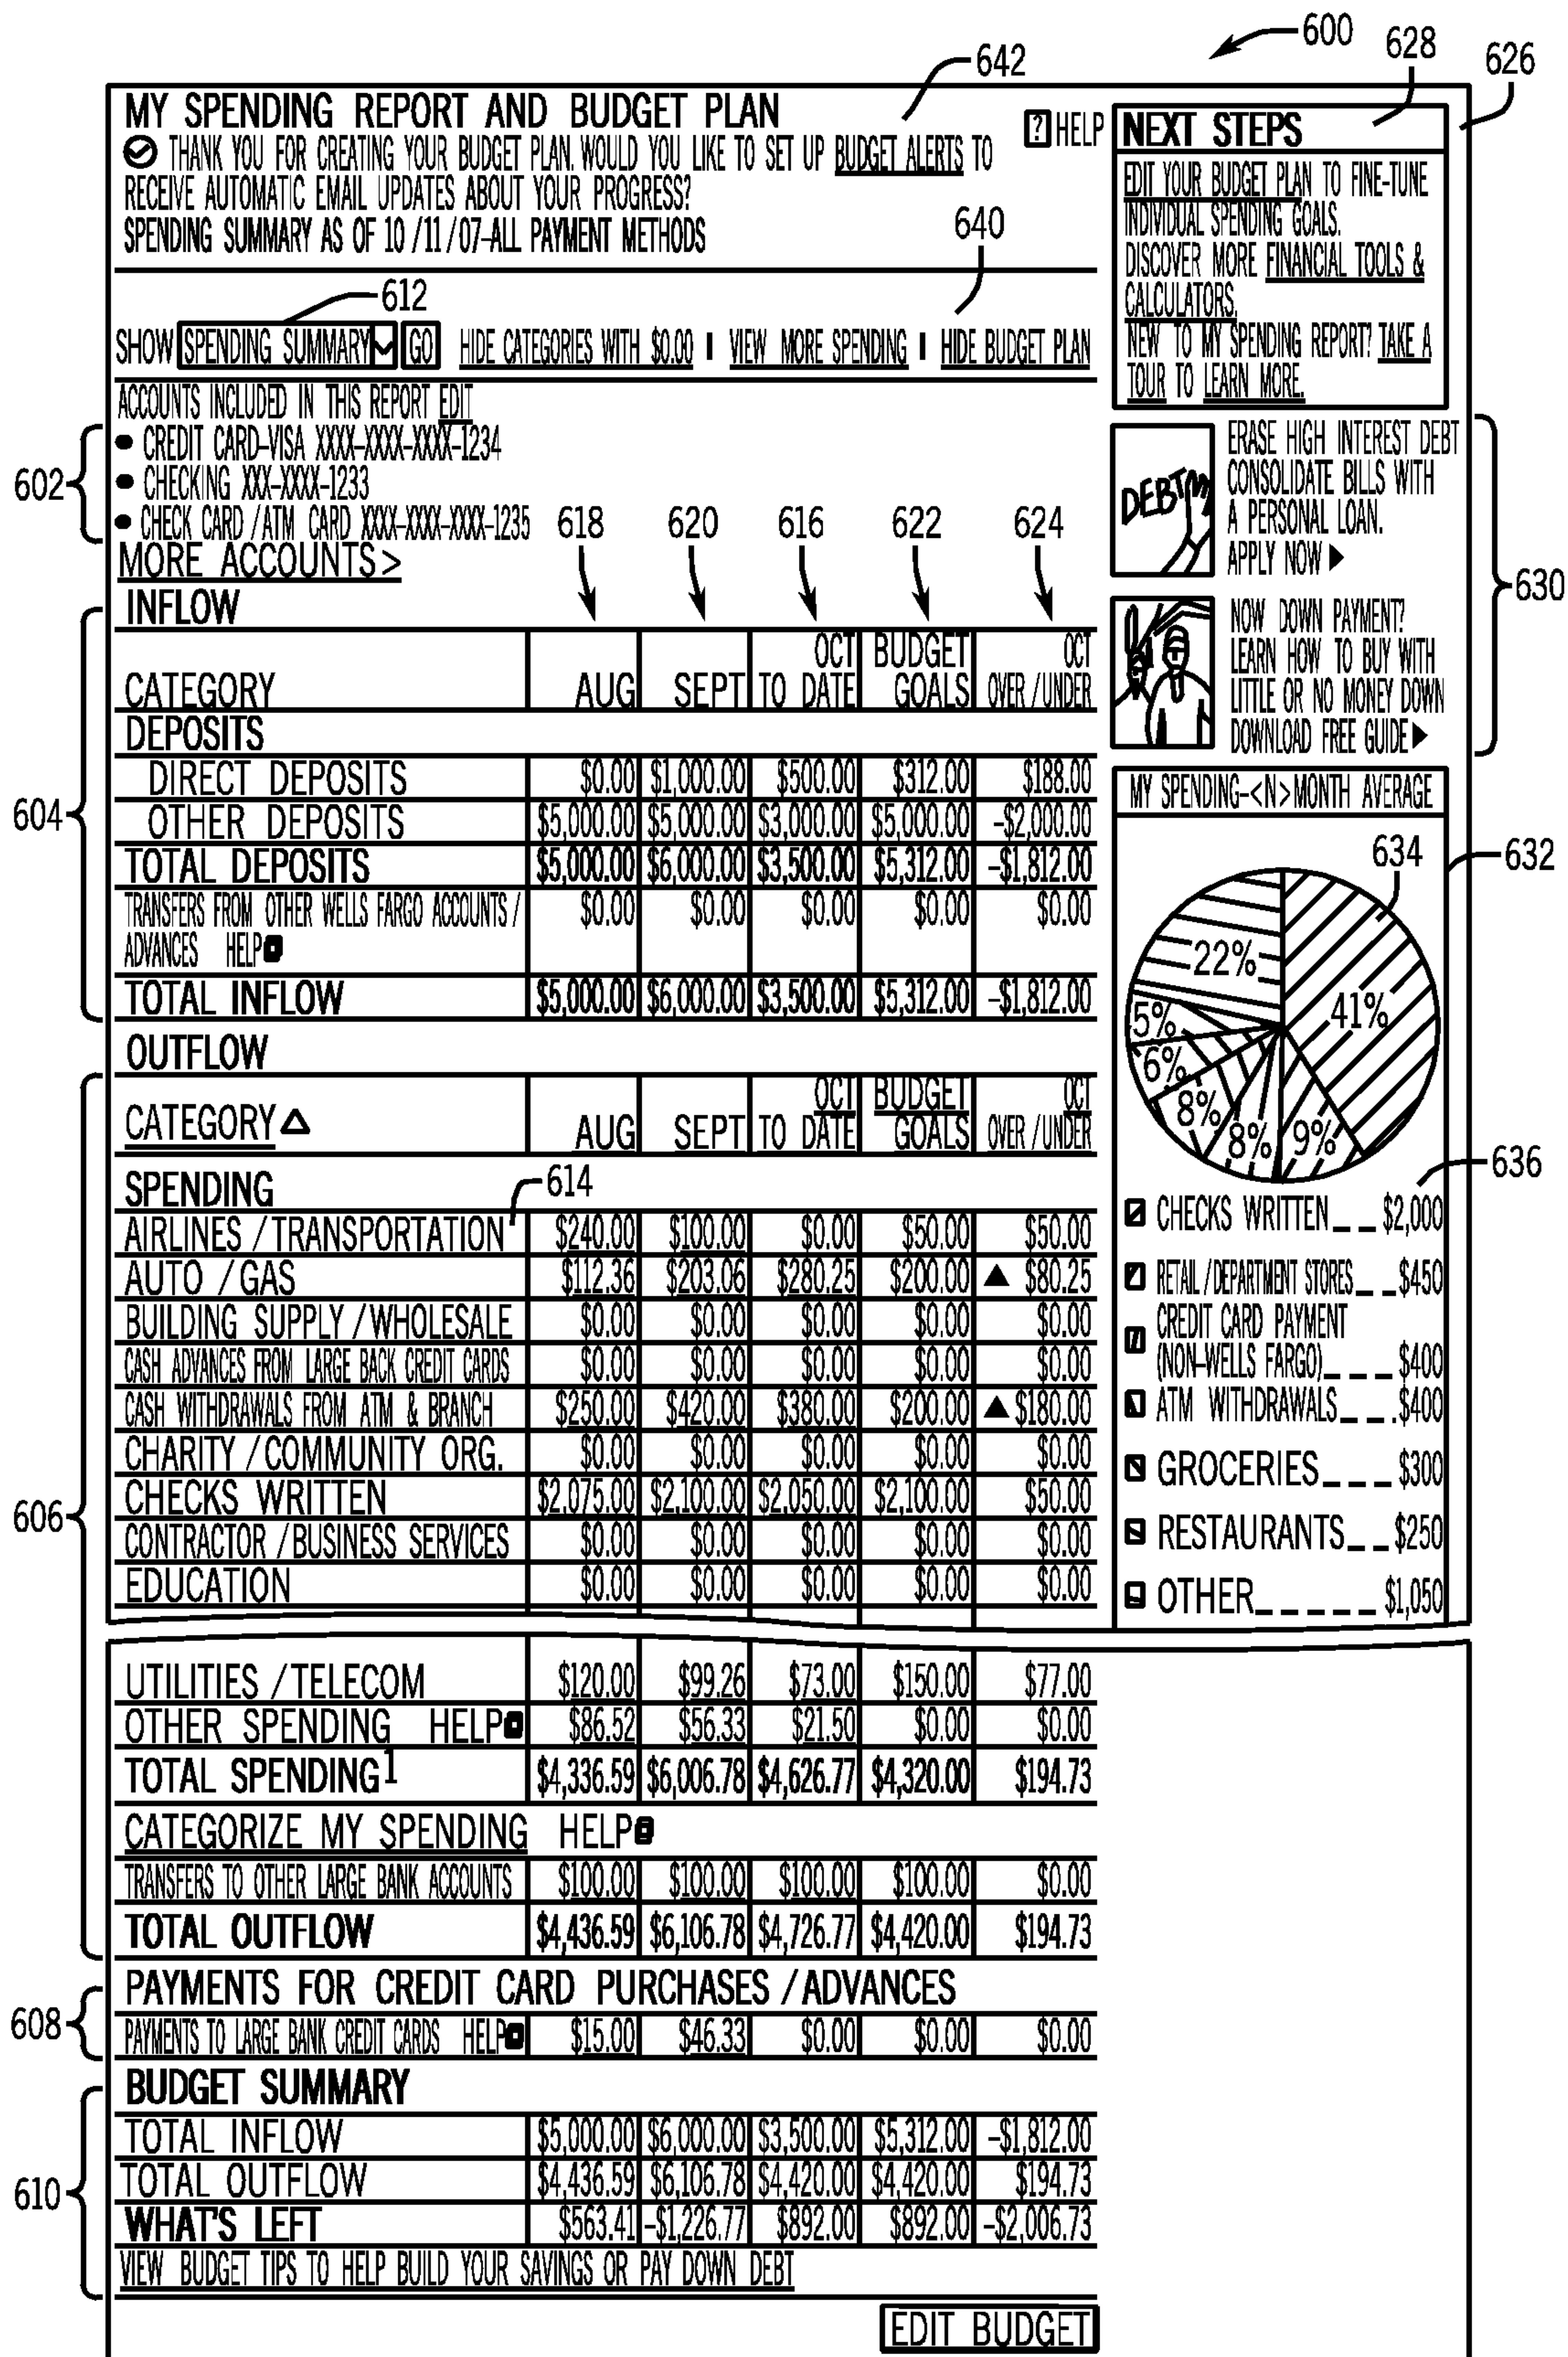 600
642
628
626
MY SPENDING REPORT AND BUDGET PLAN
? HELP
THANK YOU FOR CREATING YOUR BUDGET PLAN. WOULD YOU LIKE TO SET UP BUDGET ALERTS TO
RECEIVE AUTOMATIC EMAIL UPDATES ABOUT YOUR PROGRESS?
SPENDING SUMMARY AS OF 10 /11 /07-ALL PAYMENT METHODS
640
612
SHOW SPENDING SUMMARY GO HIDE CATEGORIES WITH $0.00 | VIEW MORE SPENDING | HIDE BUDGET PLAN
ACCOUNTS INCLUDED IN THIS REPORT EDIT
602
• CREDIT CARD-VISA XXXX-XXXX-XXXX-1234
• CHECKING XXX-XXXX-1233
• CHECK CARD /ATM CARD XXXX-XXXX-XXXX-1235
MORE ACCOUNTS >
618 620 616 622 624
INFLOW
604
CATEGORY AUG SEPT OCT TO DATE BUDGET GOALS OCT OVER /UNDER
DEPOSITS
DIRECT DEPOSITS $0.00 $1,000.00 $500.00 $312.00 $188.00
OTHER DEPOSITS $5,000.00 $5,000.00 $3,000.00 $5,000.00 -$2,000.00
TOTAL DEPOSITS $5,000.00 $6,000.00 $3,500.00 $5,312.00 -$1,812.00
TRANSFERS FROM OTHER WELLS FARGO ACCOUNTS / $0.00 $0.00 $0.00 $0.00 $0.00
ADVANCES HELP
TOTAL INFLOW $5,000.00 $6,000.00 $3,500.00 $5,312.00 -$1,812.00
OUTFLOW
606
CATEGORY AUG SEPT OCT TO DATE BUDGET GOALS OCT OVER /UNDER
SPENDING
614
AIRLINES /TRANSPORTATION $240.00 $100.00 $0.00 $50.00 $50.00
AUTO /GAS $112.36 $203.06 $280.25 $200.00 ▲ $80.25
BUILDING SUPPLY /WHOLESALE $0.00 $0.00 $0.00 $0.00 $0.00
CASH ADVANCES FROM LARGE BACK CREDIT CARDS $0.00 $0.00 $0.00 $0.00 $0.00
CASH WITHDRAWALS FROM ATM & BRANCH $250.00 $420.00 $380.00 $200.00 ▲ $180.00
CHARITY /COMMUNITY ORG. $0.00 $0.00 $0.00 $0.00 $0.00
CHECKS WRITTEN $2,075.00 $2,100.00 $2,050.00 $2,100.00 $50.00
CONTRACTOR /BUSINESS SERVICES $0.00 $0.00 $0.00 $0.00 $0.00
EDUCATION $0.00 $0.00 $0.00 $0.00 $0.00
UTILITIES /TELECOM $120.00 $99.26 $73.00 $150.00 $77.00
OTHER SPENDING HELP $86.52 $56.33 $21.50 $0.00 $0.00
TOTAL SPENDING1 $4,336.59 $6,006.78 $4,626.77 $4,320.00 $194.73
CATEGORIZE MY SPENDING HELP
TRANSFERS TO OTHER LARGE BANK ACCOUNTS $100.00 $100.00 $100.00 $100.00 $0.00
TOTAL OUTFLOW $4,436.59 $6,106.78 $4,726.77 $4,420.00 $194.73
608
PAYMENTS FOR CREDIT CARD PURCHASES /ADVANCES
PAYMENTS TO LARGE BANK CREDIT CARDS HELP $15.00 $46.33 $0.00 $0.00 $0.00
610
BUDGET SUMMARY
TOTAL INFLOW $5,000.00 $6,000.00 $3,500.00 $5,312.00 -$1,812.00
TOTAL OUTFLOW $4,436.59 $6,106.78 $4,420.00 $4,420.00 $194.73
WHAT'S LEFT $563.41 -$1,226.77 $892.00 $892.00 -$2,006.73
VIEW BUDGET TIPS TO HELP BUILD YOUR SAVINGS OR PAY DOWN DEBT
EDIT BUDGET
NEXT STEPS
EDIT YOUR BUDGET PLAN TO FINE-TUNE
INDIVIDUAL SPENDING GOALS.
DISCOVER MORE FINANCIAL TOOLS &
CALCULATORS.
NEW TO MY SPENDING REPORT? TAKE A
TOUR TO LEARN MORE.
630
DEBT
ERASE HIGH INTEREST DEBT
CONSOLIDATE BILLS WITH
A PERSONAL LOAN.
APPLY NOW ▶
NOW DOWN PAYMENT?
LEARN HOW TO BUY WITH
LITTLE OR NO MONEY DOWN
DOWNLOAD FREE GUIDE ▶
MY SPENDING-<N> MONTH AVERAGE
634
632
22%
41%
5%
6%
8%
8%
9%
636
CHECKS WRITTEN__$2,000
RETAIL /DEPARTMENT STORES__$450
CREDIT CARD PAYMENT
(NON-WELLS FARGO)___$400
ATM WITHDRAWALS__.$400
GROCERIES___$300
RESTAURANTS__$250
OTHER_____$1,050